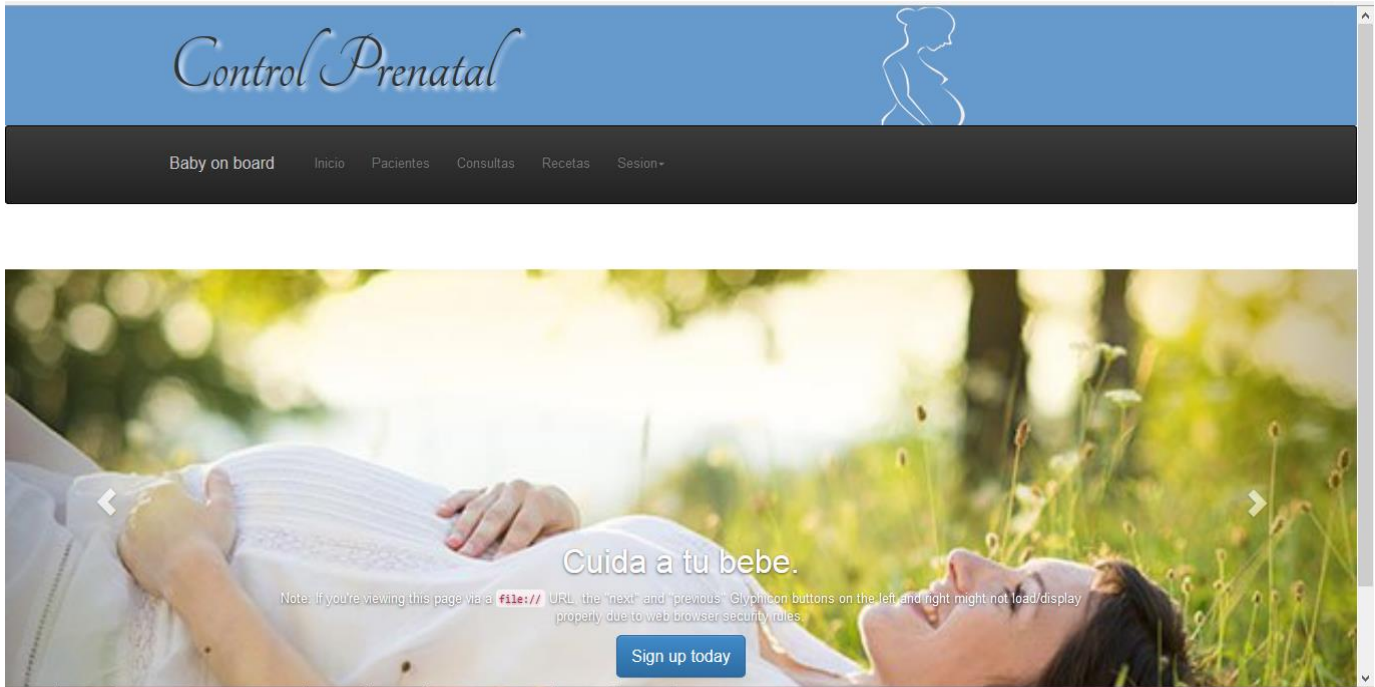 Control Prenatal
Baby on board Inicio Pacientes Consultas Recetas Sesion
Cuida a tu bebe.
Note: If you're viewing this page via a file:// URL, the "next" and "previous" Glyphicon buttons on the left and right might not load/display
properly due to web browser security rules.
Sign up today